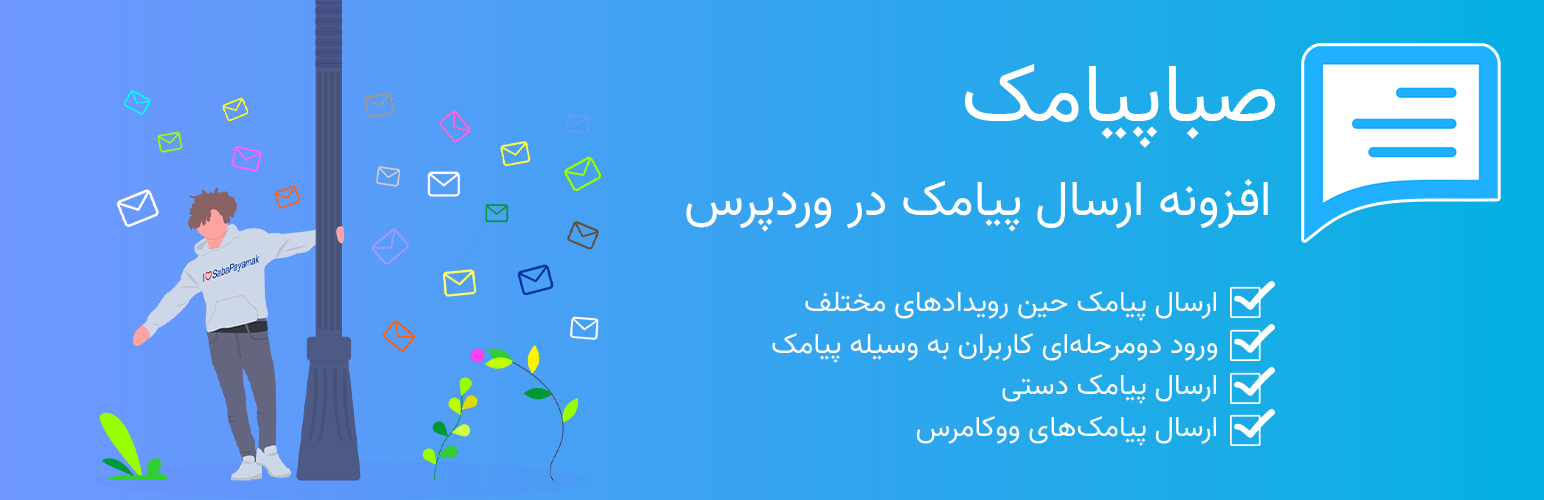 صباپیامک
افزونه ارسال پیامک در وردپرس
ارسال پیامک حین رویدادهای مختلف
ورود دومرحله‌ای کاربران به وسیله پیامک
ارسال پیامک دستی
ارسال پیامک‌های ووکامرس
I ♥ SabaPayamak